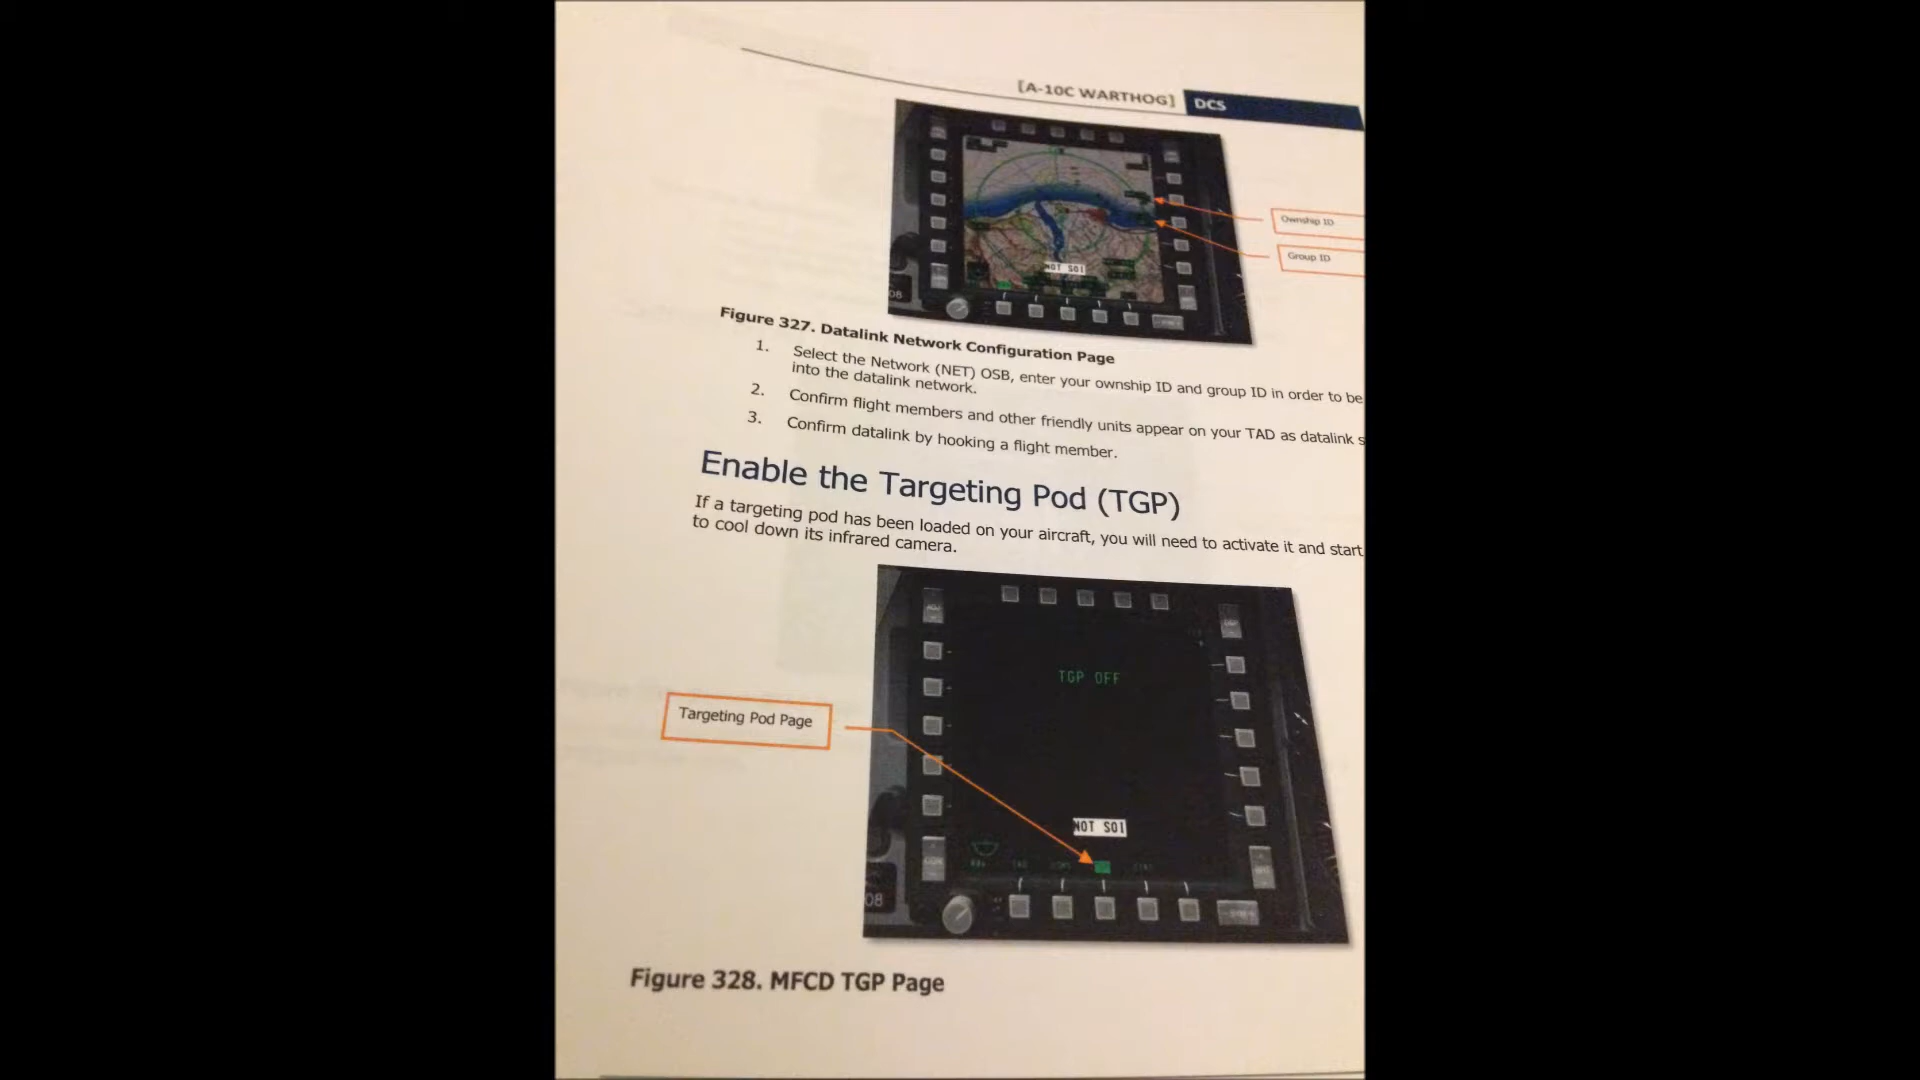 [A-10C WARTHOG] DCS
Ownship ID
Group ID
NOT SOI
08
Figure 327. Datalink Network Configuration Page
1. Select the Network (NET) OSB, enter your ownship ID and group ID in order to be
into the datalink network.
2. Confirm flight members and other friendly units appear on your TAD as datalink s
3. Confirm datalink by hooking a flight member.
Enable the Targeting Pod (TGP)
If a targeting pod has been loaded on your aircraft, you will need to activate it and start
to cool down its infrared camera.
TGP OFF
Targeting Pod Page
NOT SOI
CON
08
Figure 328. MFCD TGP Page